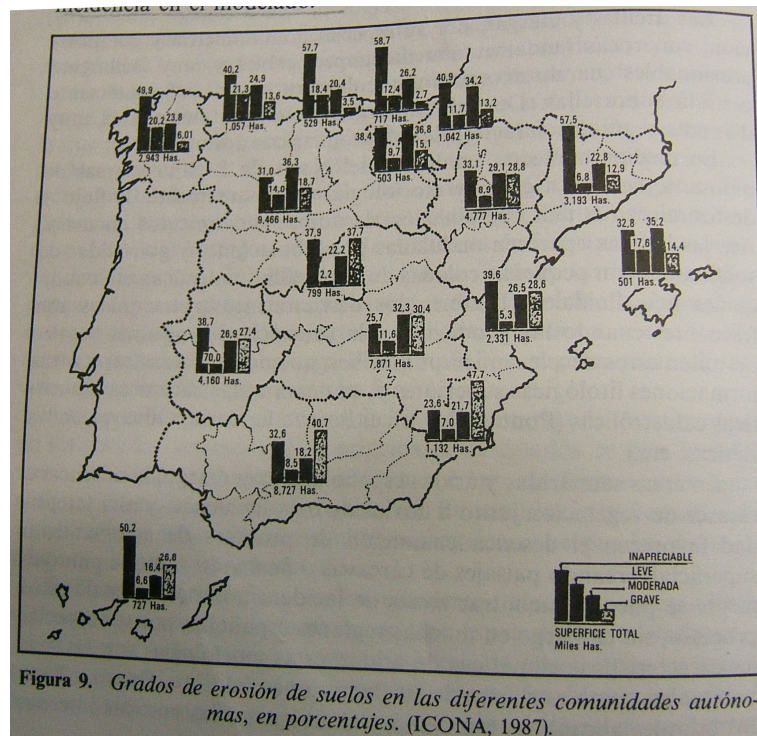 incidencia en el modelado.
57,7
18,4
20,4
3,5
529 Has.
58,7
12,4
26,2
2,7
717 Has.
40,2
21,3
24,9
13,6
1,057 Has.
40,9
11,7
34,2
13,2
1,042 Has.
49,9
20,2
23,8
6,01
2,943 Has.
38,4
9,7
36,8
15,1
503 Has.
57,5
6,8
22,8
12,9
3,193 Has.
31,0
14,0
36,3
18,7
9,466 Has.
33,1
8,9
29,1
28,8
4,777 Has.
32,8
17,6
35,2
14,4
501 Has.
37,9
2,2
22,2
37,7
799 Has.
39,6
5,3
26,5
28,6
2,331 Has.
25,7
11,6
32,3
30,4
7,871 Has.
38,7
70,0
26,9
27,4
4,160 Has.
23,6
7,0
21,7
47,7
1,132 Has.
32,6
8,5
18,2
40,7
8,727 Has.
50,2
6,6
16,4
26,8
727 Has.
INAPRECIABLE
LEVE
MODERADA
GRAVE
SUPERFICIE TOTAL
Miles Has.
Figura 9. Grados de erosión de suelos en las diferentes comunidades autóno-
mas, en porcentajes. (ICONA, 1987).